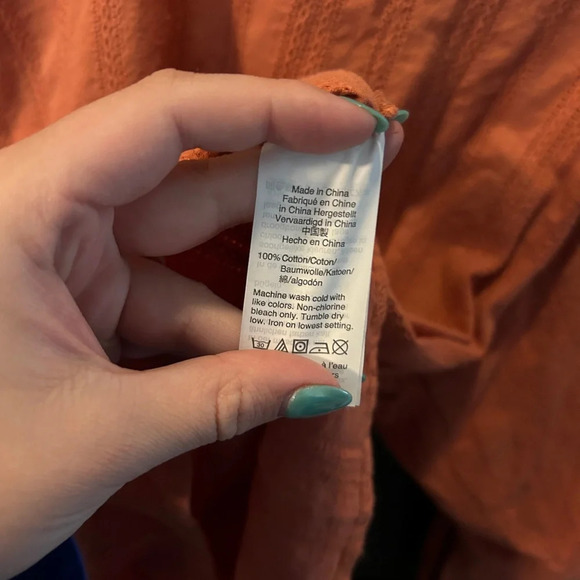 Made in China
Fabriqué en Chine
in China Hergestellt
Vervaardigd in China
中国製
Hecho en China
100% Cotton/Coton/
Baumwolle/Katoen/
綿/algodón
Machine wash cold with
like colors. Non-chlorine
bleach only. Tumble dry
low. Iron on lowest setting.
à l'eau